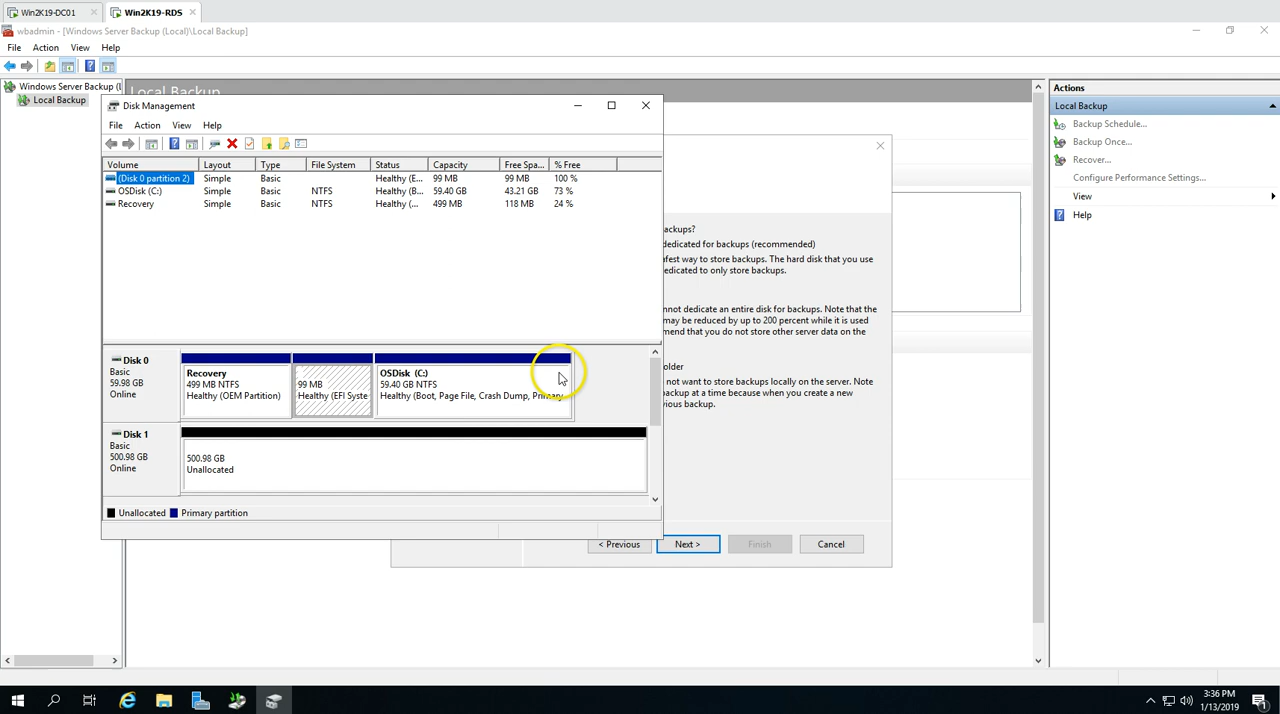 Win2K19-DC01
Win2K19-RDS
wbadmin - [Windows Server Backup (Local)\Local Backup]
File Action View Help
Windows Server Backup (L
Local Backup
Local Backup
Disk Management
File Action View Help
Volume Layout Type File System Status Capacity Free Spa... % Free
(Disk 0 partition 2) Simple Basic Healthy (E... 99 MB 99 MB 100 %
OSDisk (C:) Simple Basic NTFS Healthy (B... 59.40 GB 43.21 GB 73 %
Recovery Simple Basic NTFS Healthy (... 499 MB 118 MB 24 %
Disk 0
Basic
59.98 GB
Online
Recovery
499 MB NTFS
Healthy (OEM Partition)
99 MB
Healthy (EFI Syste
OSDisk (C:)
59.40 GB NTFS
Healthy (Boot, Page File, Crash Dump, Primary
Disk 1
Basic
500.98 GB
Online
500.98 GB
Unallocated
Unallocated Primary partition
ackups?
dedicated for backups (recommended)
fest way to store backups. The hard disk that you use
dedicated to only store backups.
nnot dedicate an entire disk for backups. Note that the
may be reduced by up to 200 percent while it is used
mend that you do not store other server data on the
older
not want to store backups locally on the server. Note
backup at a time because when you create a new
vious backup.
< Previous Next > Finish Cancel
Actions
Local Backup
Backup Schedule...
Backup Once...
Recover...
Configure Performance Settings...
View
Help
3:36 PM
1/13/2019
1